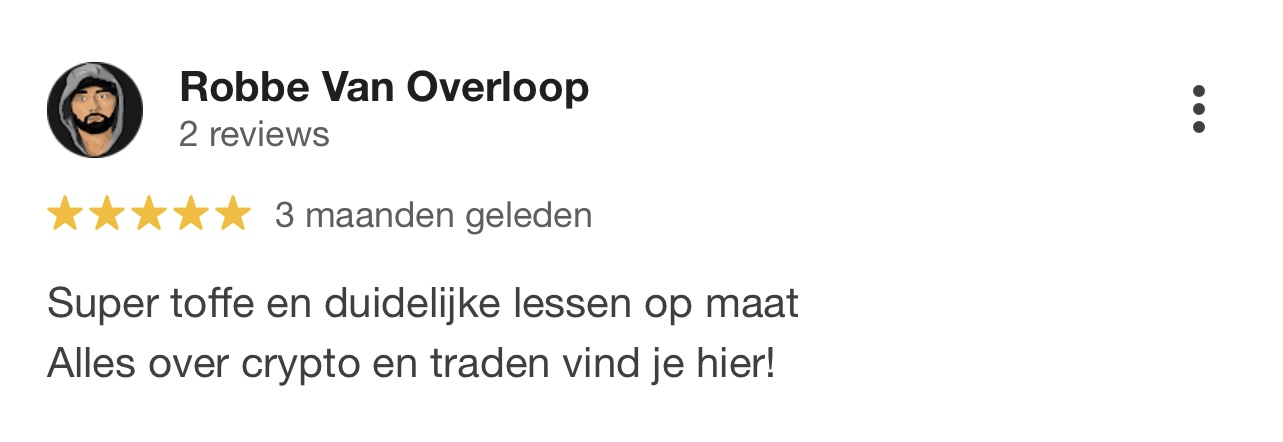 Robbe Van Overloop
2 reviews
3 maanden geleden
Super toffe en duidelijke lessen op maat
Alles over crypto en traden vind je hier!